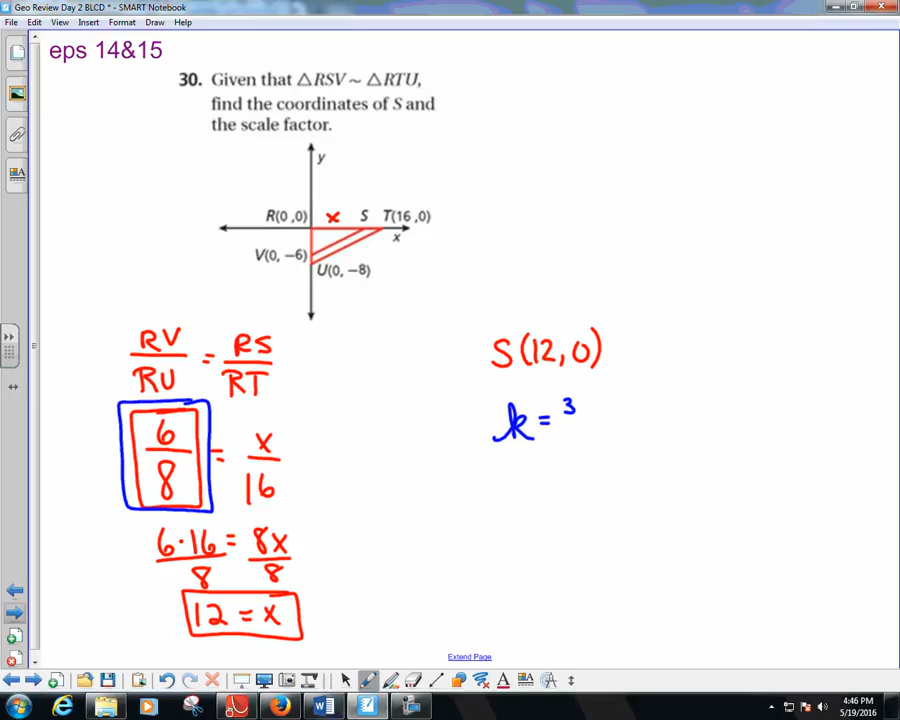 Geo Review Day 2 BLCD * - SMART Notebook
File Edit View Insert Format Draw Help
eps 14&15
30. Given that △RSV ~ △RTU,
find the coordinates of S and
the scale factor.
y
R(0 ,0) x S T(16 ,0)
x
V(0, −6)
U(0, −8)
RV/RU = RS/RT
6/8 = x/16
6·16/8 = 8x/8
12 = x
S(12,0)
k = 3
Extend Page
4:46 PM
5/19/2016